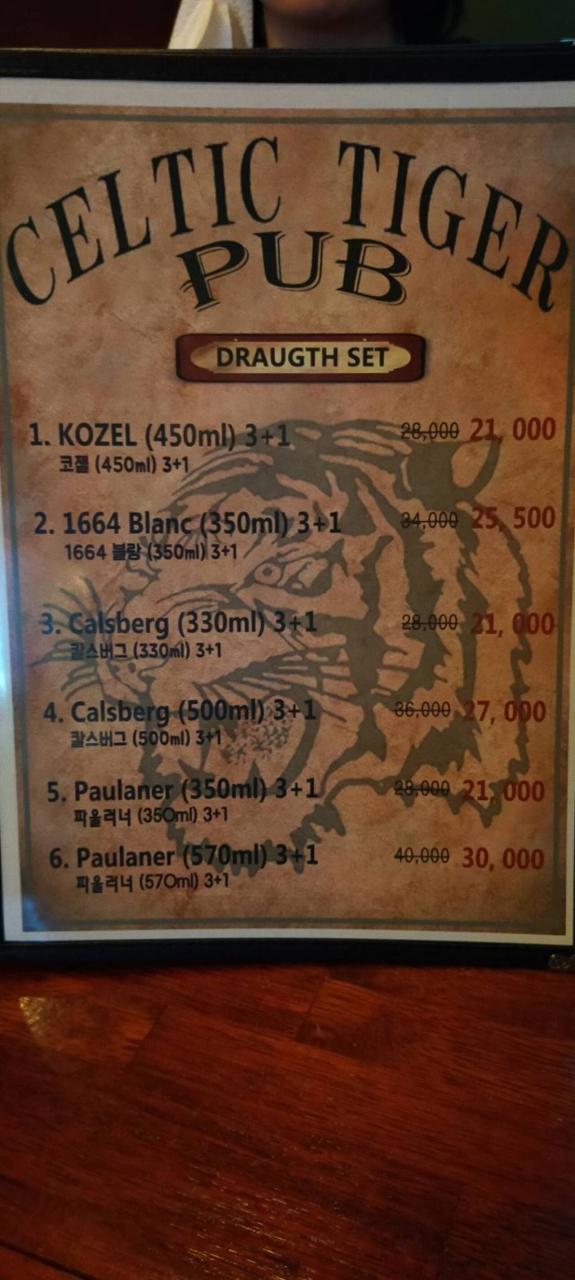 CELTIC TIGER
PUB
DRAUGTH SET
1. KOZEL (450ml) 3+1 28,000 21, 000
코젤 (450ml) 3+1
2. 1664 Blanc (350ml) 3+1 34,000 25, 500
1664 블랑 (350ml) 3+1
3. Calsberg (330ml) 3+1 28,000 21, 000
칼스버그 (330ml) 3+1
4. Calsberg (500ml) 3+1 36,000 27, 000
칼스버그 (500ml) 3+1
5. Paulaner (350ml) 3+1 28,000 21, 000
파울러너 (350ml) 3+1
6. Paulaner (570ml) 3+1 40,000 30, 000
파울러너 (570ml) 3+1